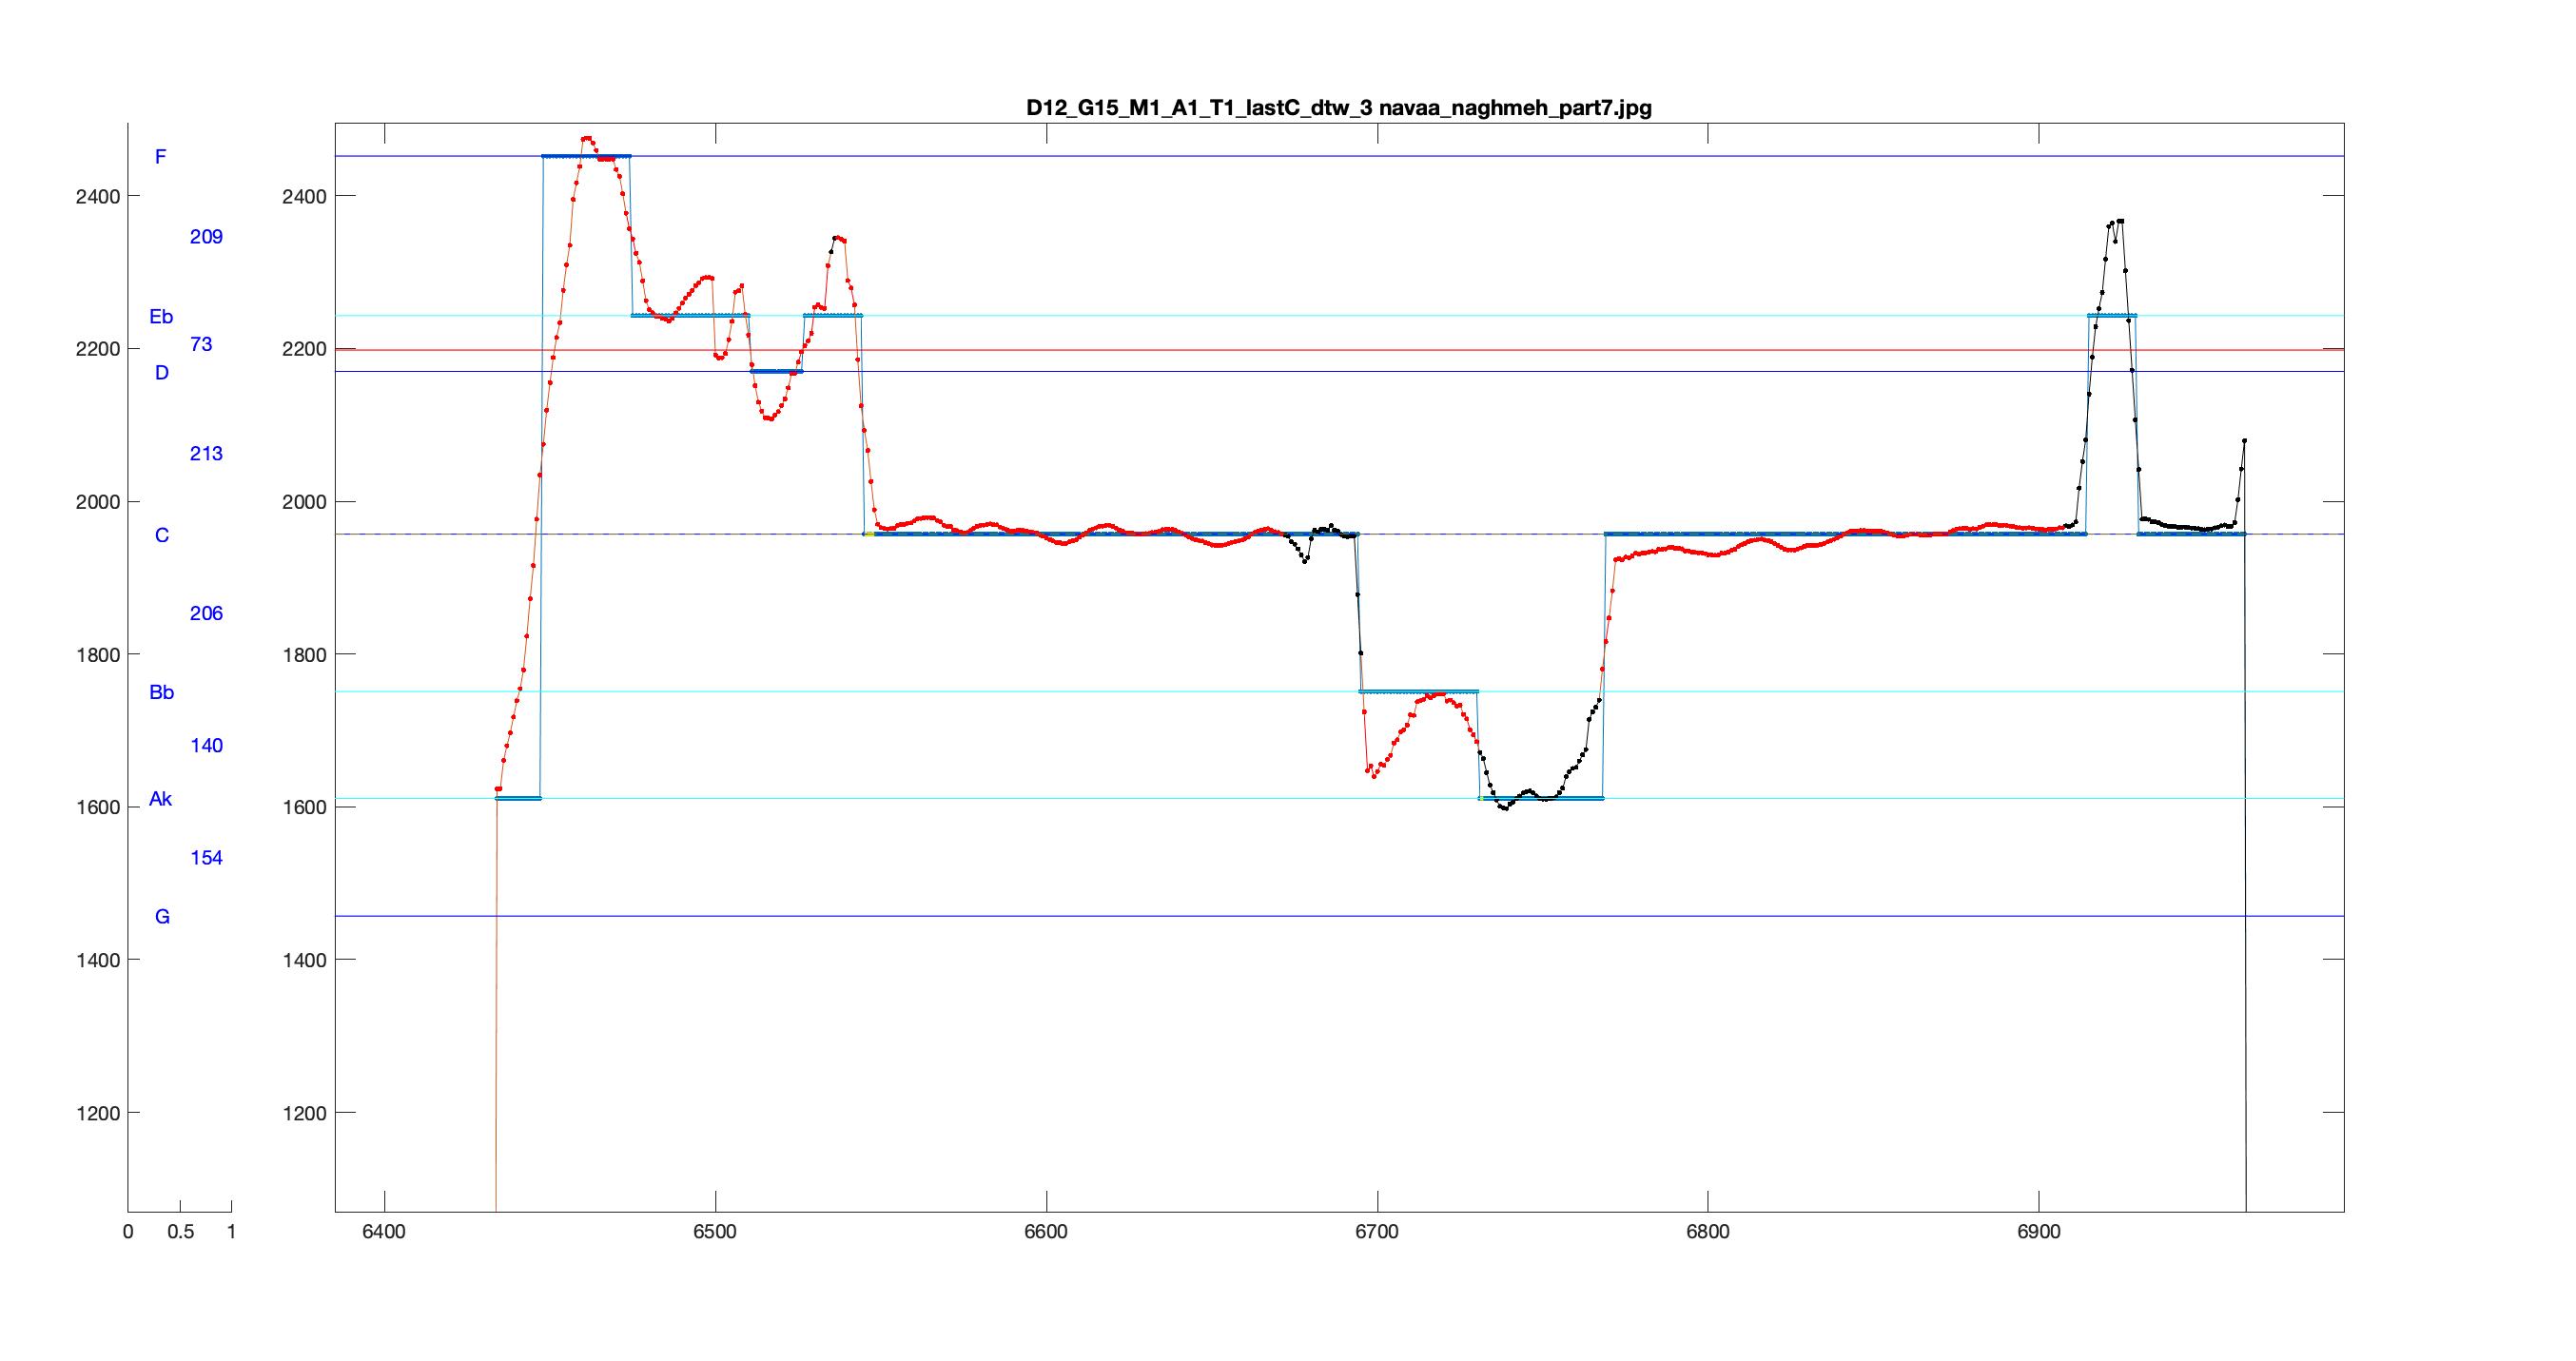 D12_G15_M1_A1_T1_lastC_dtw_3 navaa_naghmeh_part7.jpg
F
2400 2400
209
Eb
73
2200 2200
D
213
2000 2000
C
206
1800 1800
Bb
140
1600 Ak 1600
154
G
1400 1400
1200 1200
0 0.5 1 6400 6500 6600 6700 6800 6900